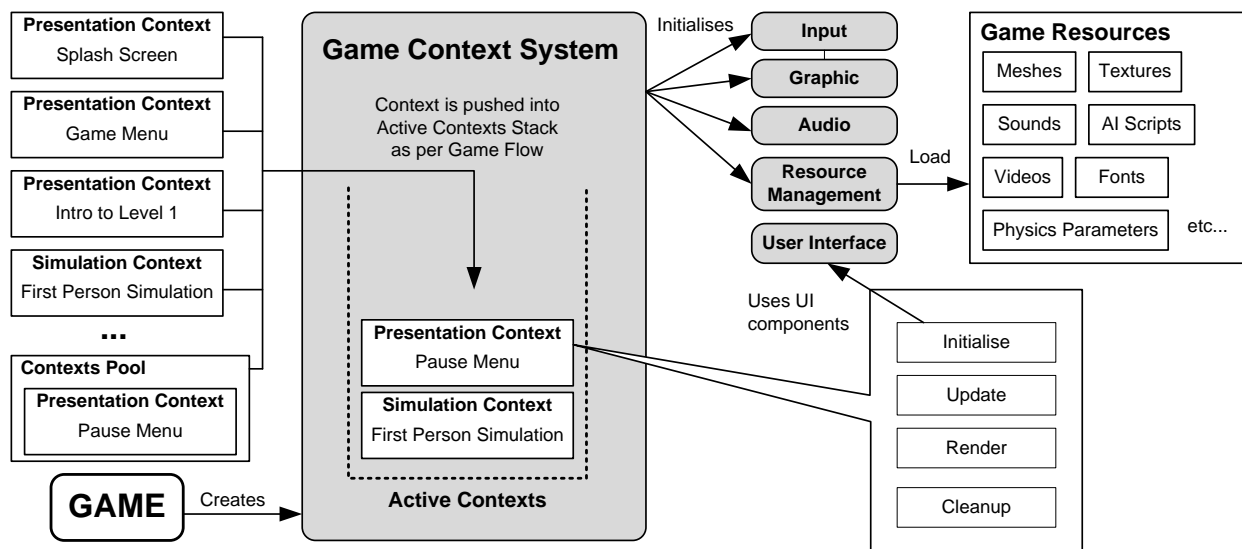 Presentation Context
Splash Screen
Presentation Context
Game Menu
Presentation Context
Intro to Level 1
Simulation Context
First Person Simulation
...
Contexts Pool
Presentation Context
Pause Menu
GAME
Creates
Game Context System
Context is pushed into
Active Contexts Stack
as per Game Flow
Presentation Context
Pause Menu
Simulation Context
First Person Simulation
Active Contexts
Initialises
Input
Graphic
Audio
Resource
Management
User Interface
Load
Game Resources
Meshes
Textures
Sounds
AI Scripts
Videos
Fonts
Physics Parameters
etc...
Uses UI
components
Initialise
Update
Render
Cleanup